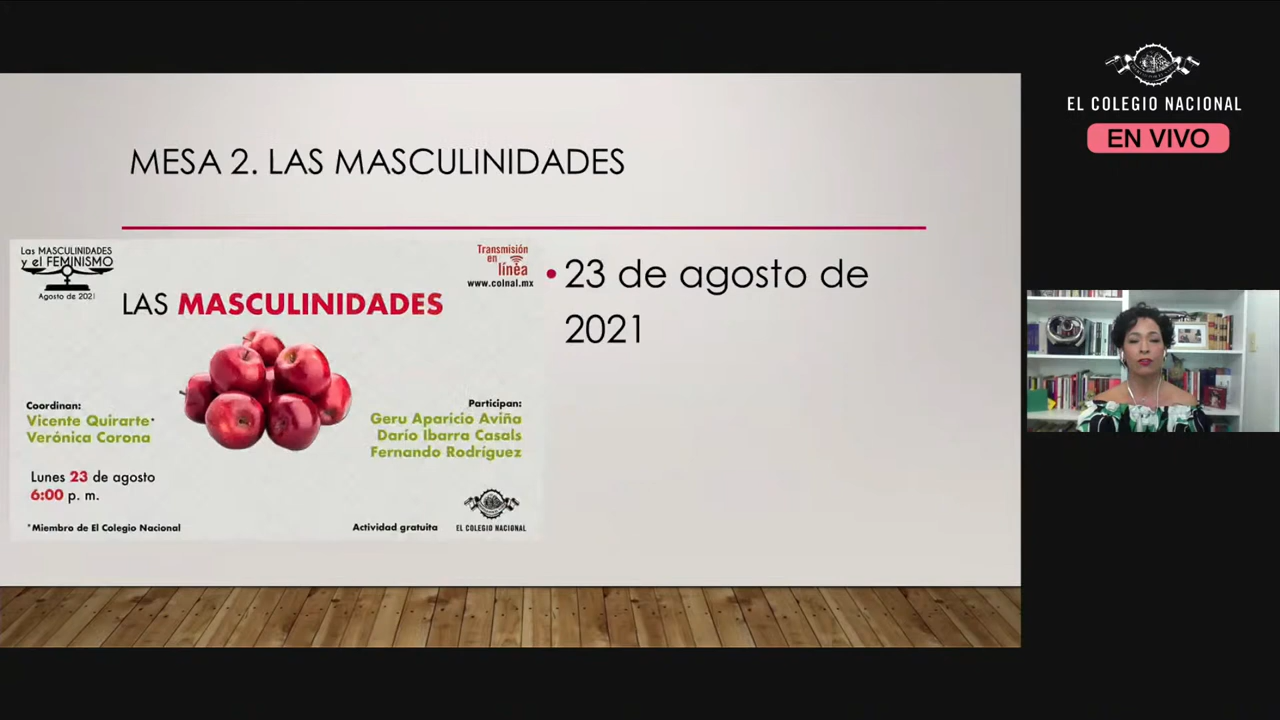 MESA 2. LAS MASCULINIDADES
Las MASCULINIDADES
y el FEMINISMO
Agosto de 2021
Transmisión
en
línea
www.colnal.mx
LAS MASCULINIDADES
Coordinan:
Vicente Quirarte*
Verónica Corona
Participan:
Geru Aparicio Aviña
Darío Ibarra Casals
Fernando Rodríguez
Lunes 23 de agosto
6:00 p. m.
*Miembro de El Colegio Nacional
Actividad gratuita
EL COLEGIO NACIONAL
• 23 de agosto de
2021
EL COLEGIO NACIONAL
EN VIVO